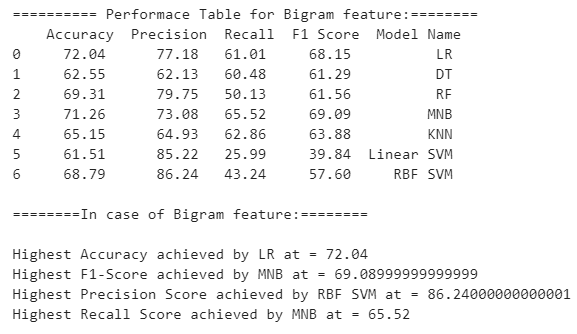 ========== Performace Table for Bigram feature:========
Accuracy Precision Recall F1 Score Model Name
0 72.04 77.18 61.01 68.15 LR
1 62.55 62.13 60.48 61.29 DT
2 69.31 79.75 50.13 61.56 RF
3 71.26 73.08 65.52 69.09 MNB
4 65.15 64.93 62.86 63.88 KNN
5 61.51 85.22 25.99 39.84 Linear SVM
6 68.79 86.24 43.24 57.60 RBF SVM
========In case of Bigram feature:========
Highest Accuracy achieved by LR at = 72.04
Highest F1-Score achieved by MNB at = 69.08999999999999
Highest Precision Score achieved by RBF SVM at = 86.24000000000001
Highest Recall Score achieved by MNB at = 65.52